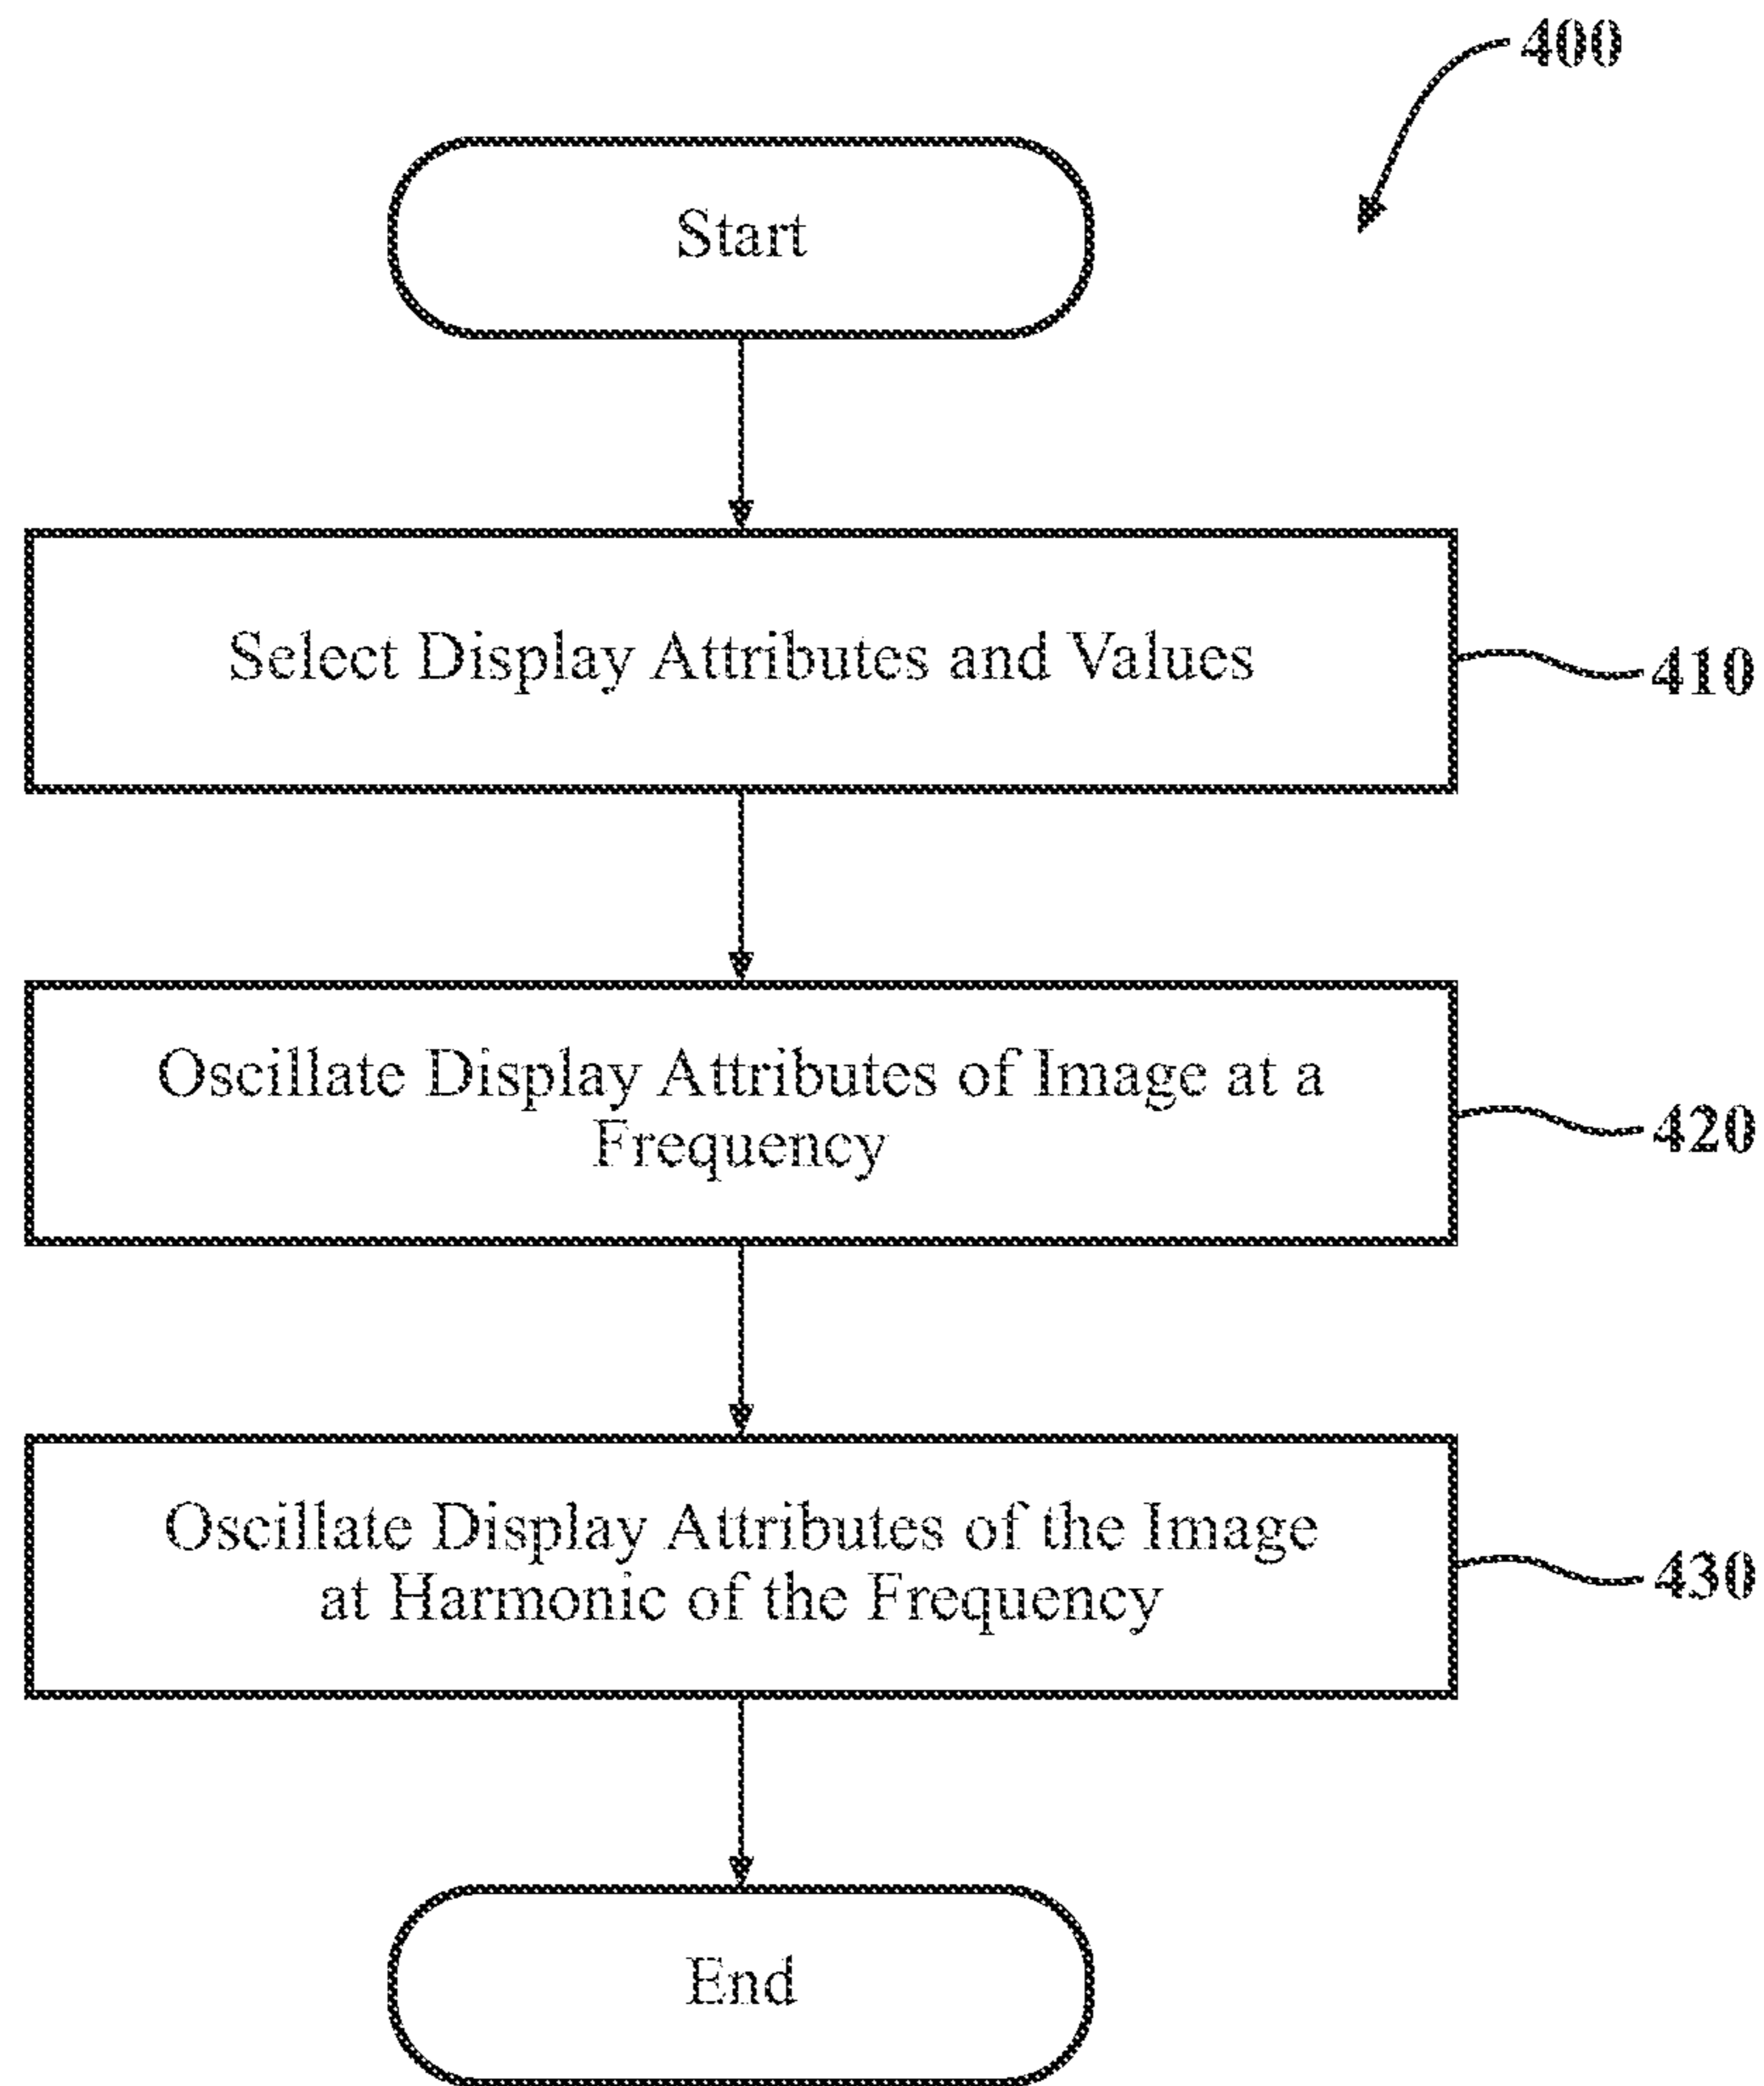 400
Start
Select Display Attributes and Values
410
Oscillate Display Attributes of Image at a
Frequency
420
Oscillate Display Attributes of the Image
at Harmonic of the Frequency
430
End